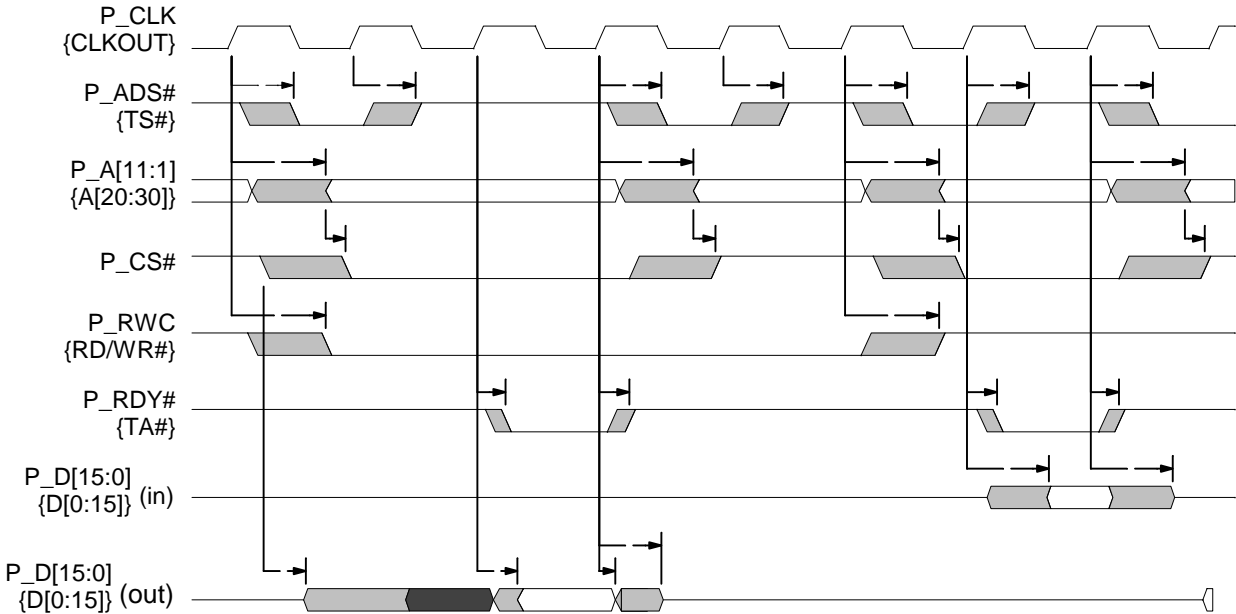 P_CLK
{CLKOUT}
P_ADS#
{TS#}
P_A[11:1]
{A[20:30]}
P_CS#
P_RWC
{RD/WR#}
P_RDY#
{TA#}
P_D[15:0]
{D[0:15]} (in)
P_D[15:0]
{D[0:15]} (out)